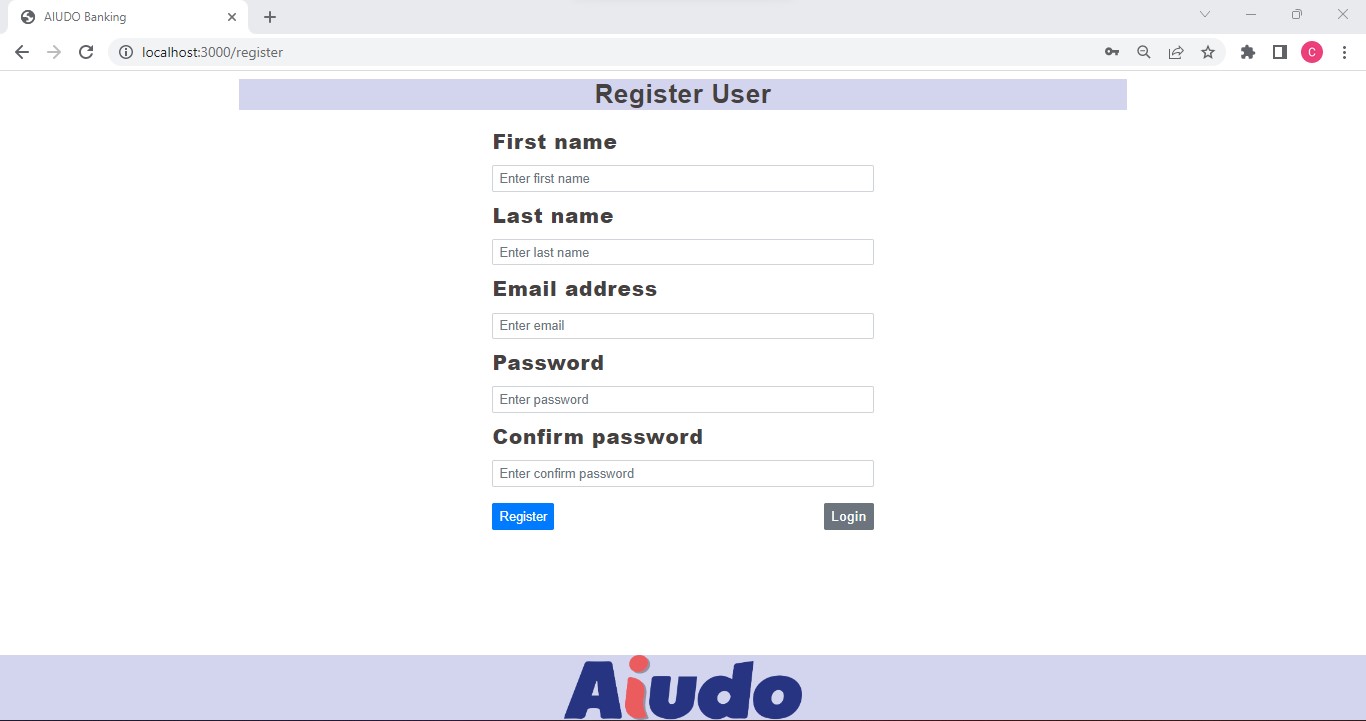 AIUDO Banking
localhost:3000/register
C
Register User
First name
Enter first name
Last name
Enter last name
Email address
Enter email
Password
Enter password
Confirm password
Enter confirm password
Register Login
Aiudo